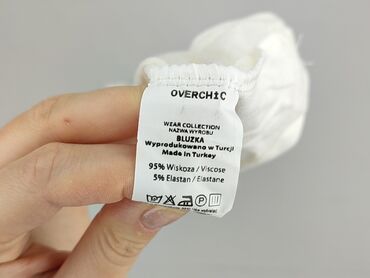 OVERCHIC
WEAR COLLECTION
NAZWA WYROBU
BLUZKA
Wyprodukowano w Turcji
Made in Turkey
95% Wiskoza / Viscose
5% Elastan / Elastane